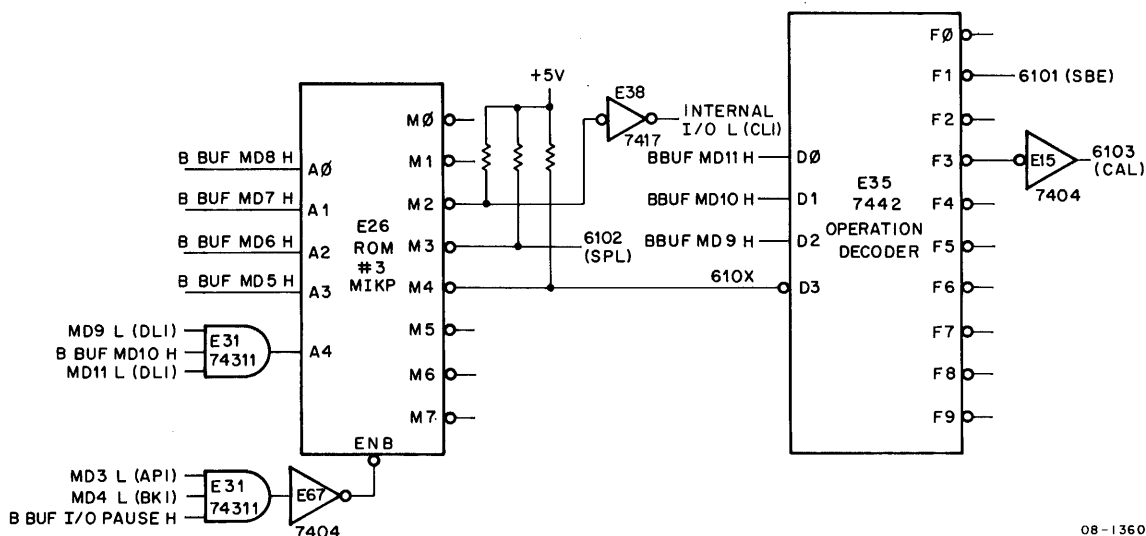 +5V
E38
7417
INTERNAL
I/O L (CLI)
B BUF MD8 H
B BUF MD7 H
B BUF MD6 H
B BUF MD5 H
MD9 L (DLI)
B BUF MD10 H
MD11 L (DLI)
E31
74311
A0
A1
A2
A3
A4
E26
ROM
#3
MIKP
MØ
M1
M2
M3
M4
M5
M6
M7
ENB
6102
(SPL)
610X
MD3 L (API)
MD4 L (BKI)
B BUF I/O PAUSE H
E31
74311
E67
7404
BBUF MD11 H
BBUF MD10 H
BBUF MD9 H
DØ
D1
D2
D3
E35
7442
OPERATION
DECODER
FØ
F1
F2
F3
F4
F5
F6
F7
F8
F9
6101 (SBE)
E15
7404
6103
(CAL)
08-1360